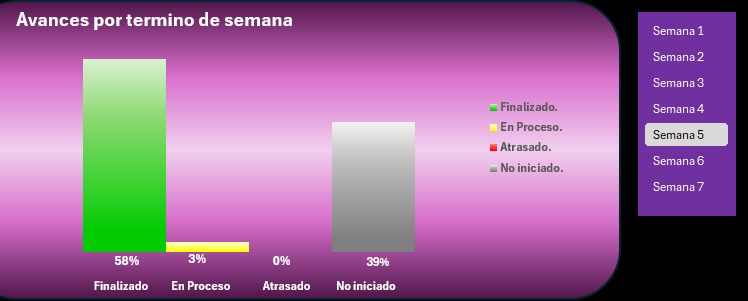 Avances por termino de semana
Finalizado.
En Proceso.
Atrasado.
No iniciado.
58%
3%
0%
39%
Finalizado
En Proceso
Atrasado
No iniciado
Semana 1
Semana 2
Semana 3
Semana 4
Semana 5
Semana 6
Semana 7